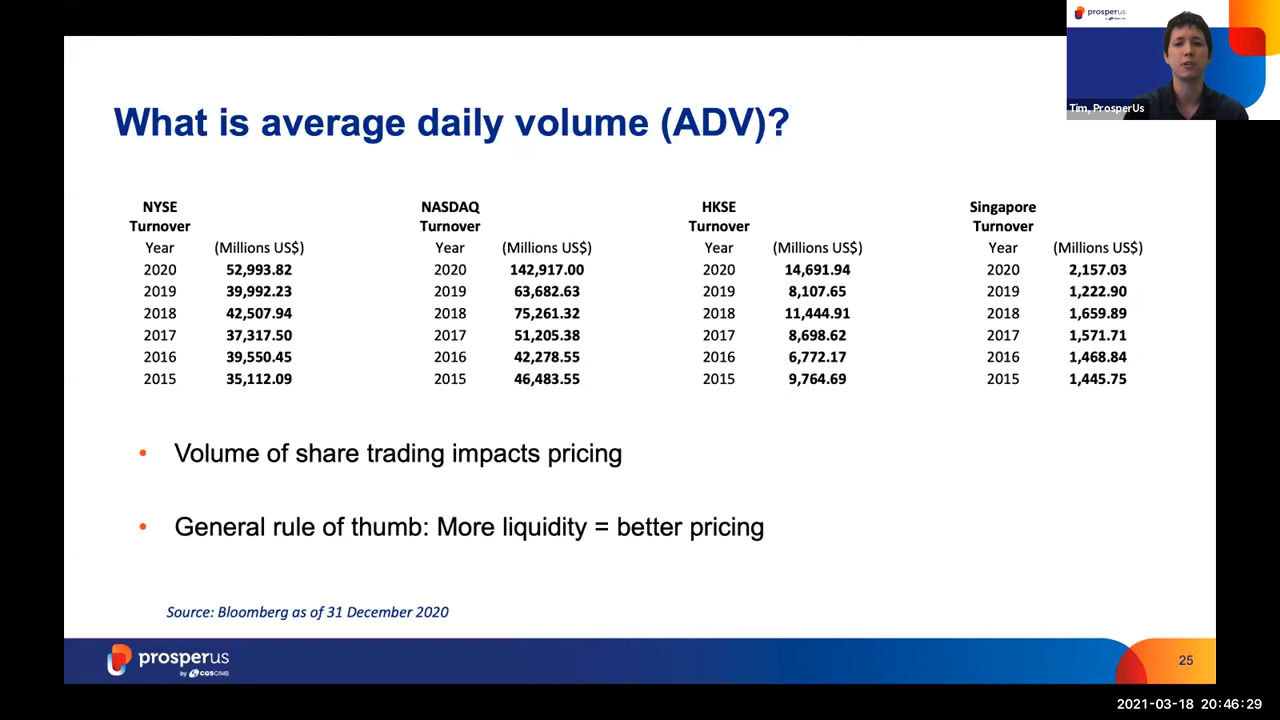 prosperus
by CGS CIMB
Tim, ProsperUs
What is average daily volume (ADV)?
NYSE Turnover
Year (Millions US$)
2020 52,993.82
2019 39,992.23
2018 42,507.94
2017 37,317.50
2016 39,550.45
2015 35,112.09
NASDAQ Turnover
Year (Millions US$)
2020 142,917.00
2019 63,682.63
2018 75,261.32
2017 51,205.38
2016 42,278.55
2015 46,483.55
HKSE Turnover
Year (Millions US$)
2020 14,691.94
2019 8,107.65
2018 11,444.91
2017 8,698.62
2016 6,772.17
2015 9,764.69
Singapore Turnover
Year (Millions US$)
2020 2,157.03
2019 1,222.90
2018 1,659.89
2017 1,571.71
2016 1,468.84
2015 1,445.75
• Volume of share trading impacts pricing
• General rule of thumb: More liquidity = better pricing
Source: Bloomberg as of 31 December 2020
prosperus
by CGS CIMB
25
2021-03-18 20:46:29